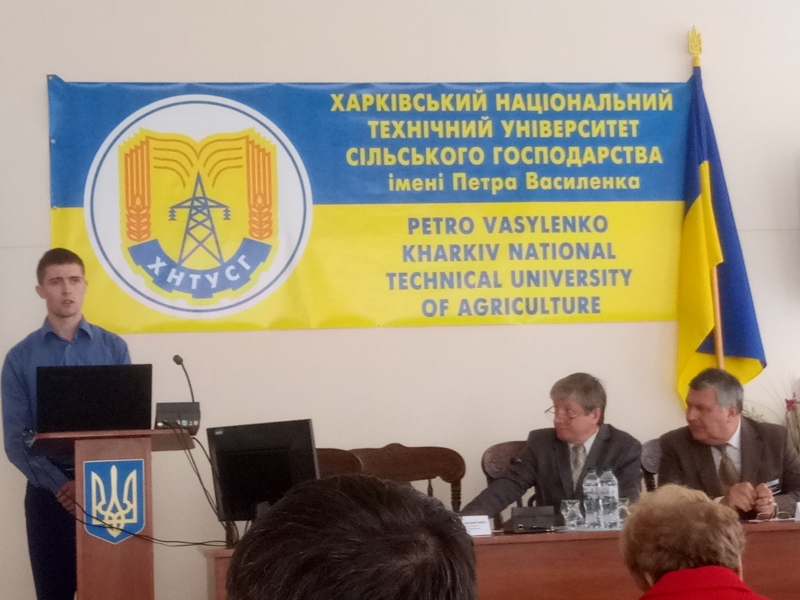 ХАРКІВСЬКИЙ НАЦІОНАЛЬНИЙ
ТЕХНІЧНИЙ УНІВЕРСИТЕТ
СІЛЬСЬКОГО ГОСПОДАРСТВА
імені Петра Василенка
PETRO VASYLENKO
KHARKIV NATIONAL
TECHNICAL UNIVERSITY
OF AGRICULTURE
ХНТУСГ